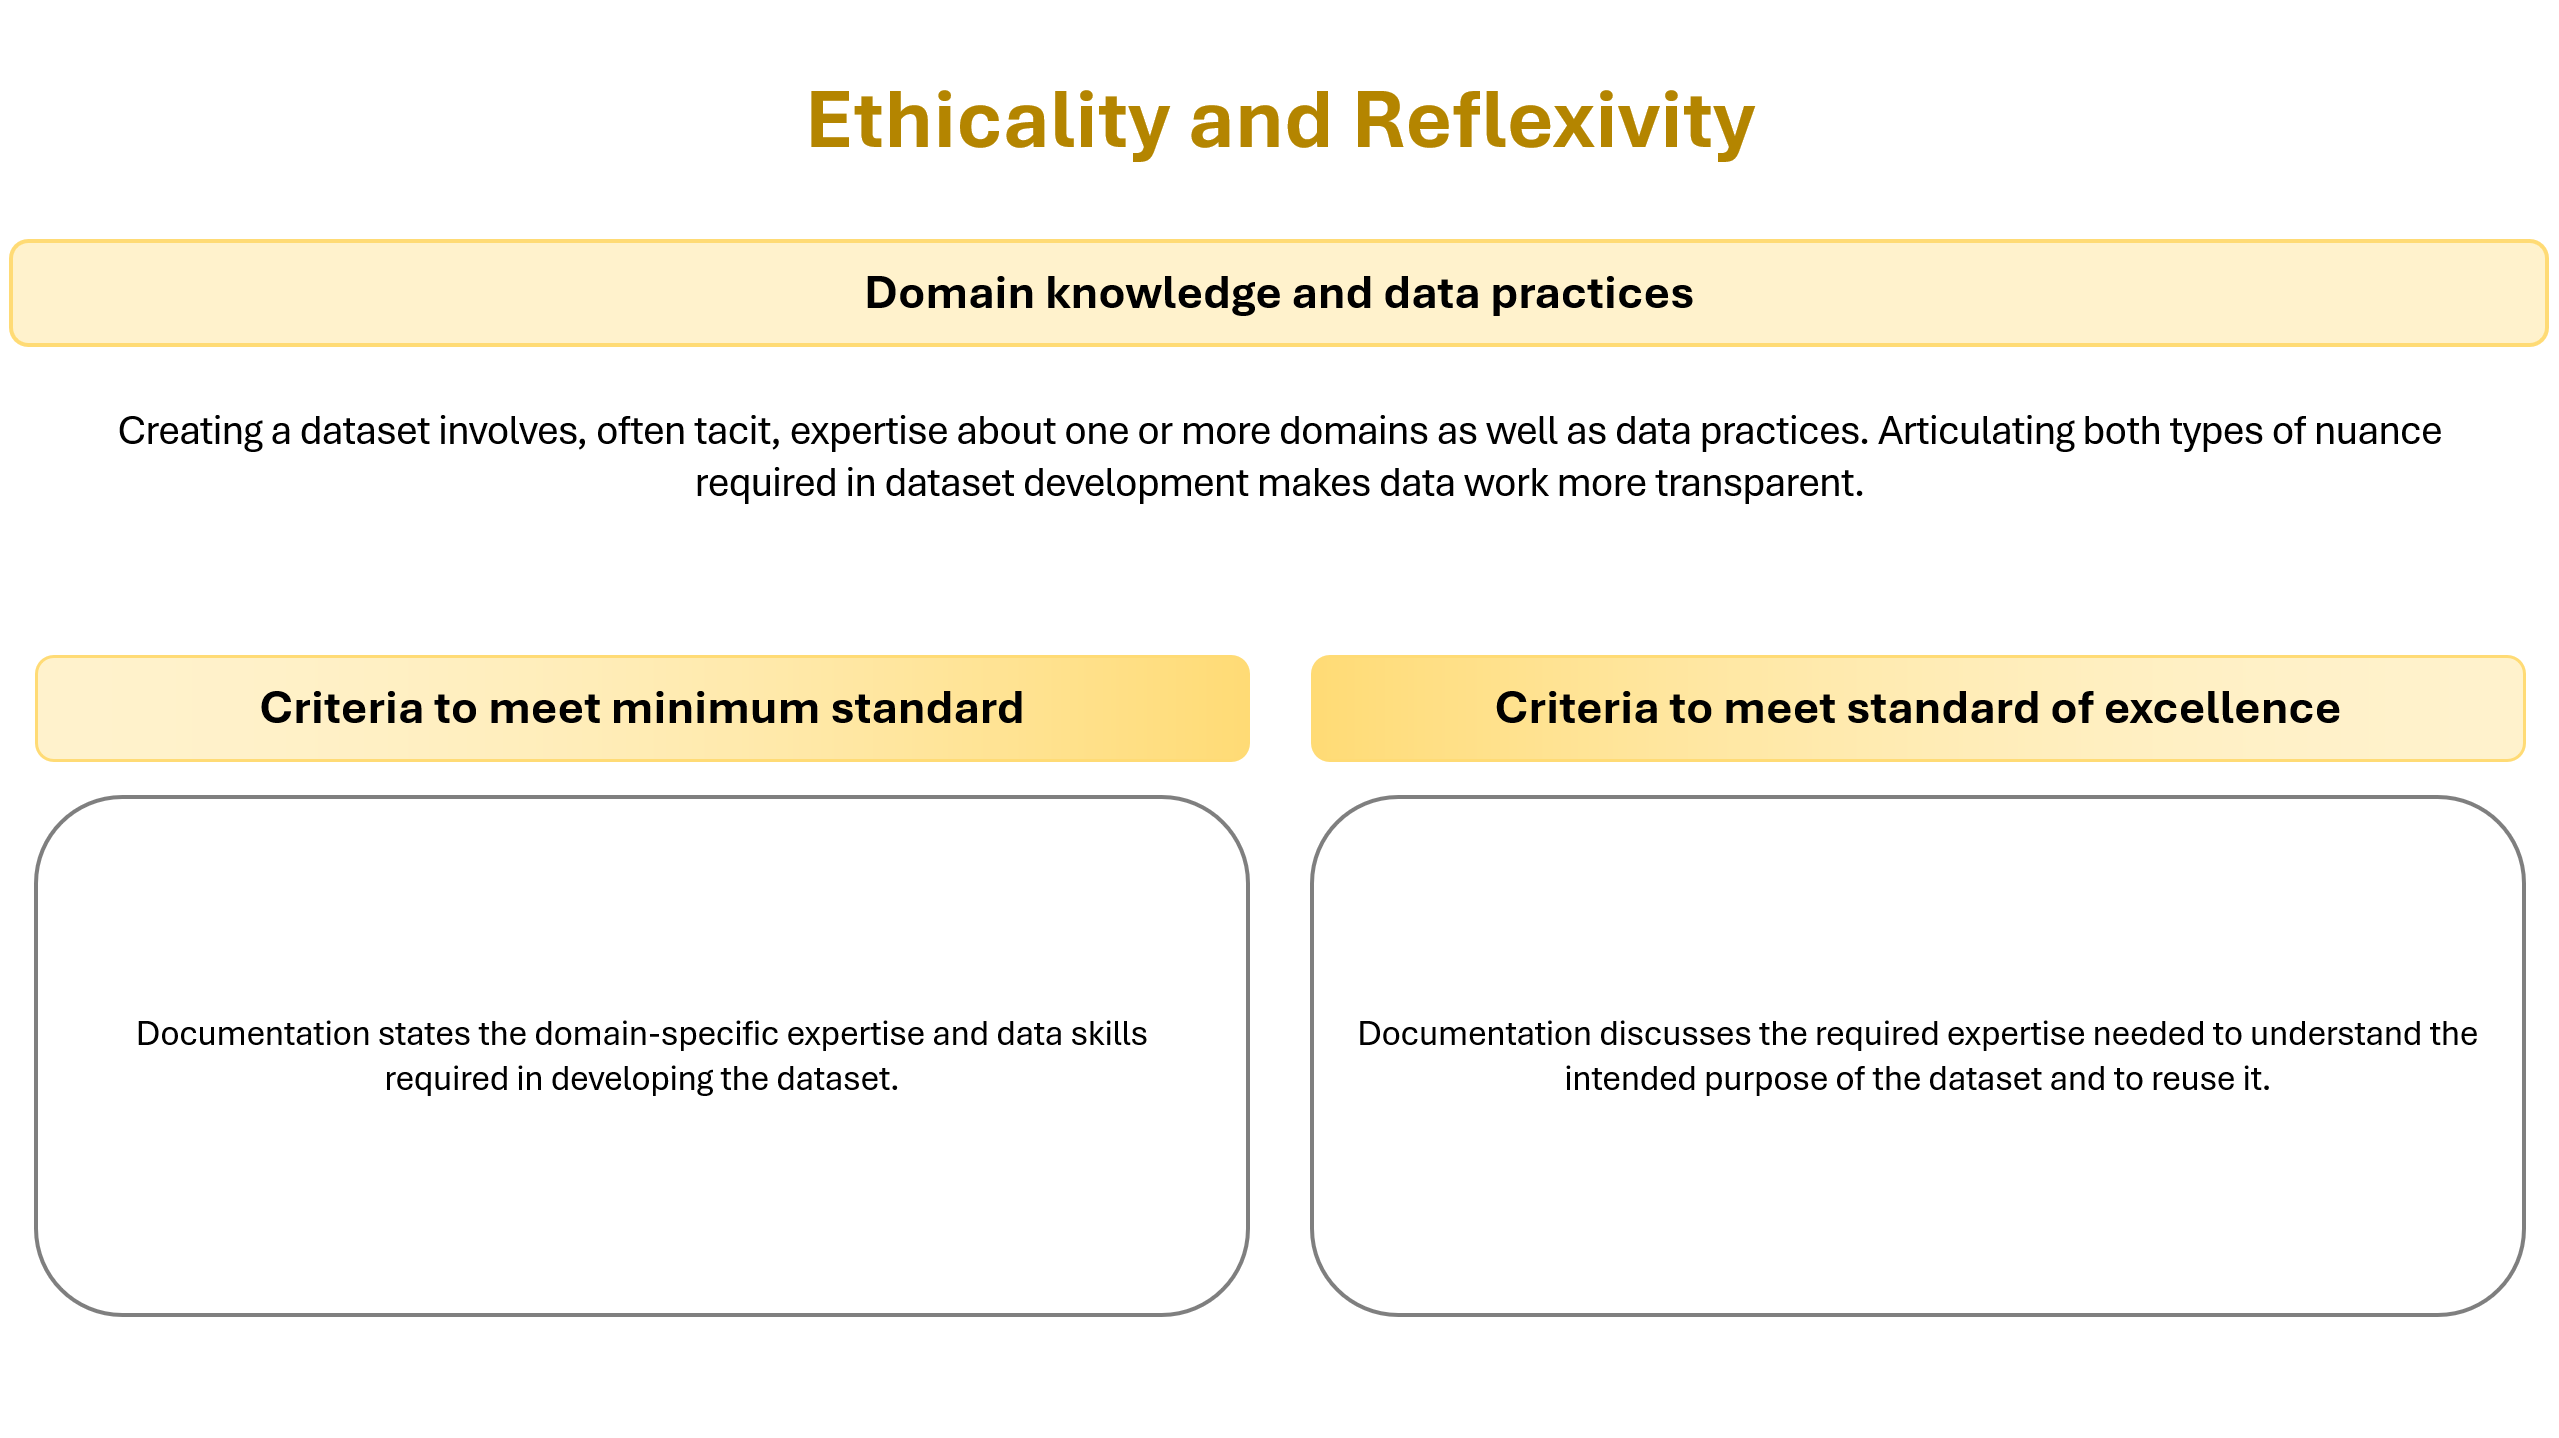 Ethicality and Reflexivity
Domain knowledge and data practices
Creating a dataset involves, often tacit, expertise about one or more domains as well as data practices. Articulating both types of nuance
required in dataset development makes data work more transparent.
Criteria to meet minimum standard
Documentation states the domain-specific expertise and data skills
required in developing the dataset.
Criteria to meet standard of excellence
Documentation discusses the required expertise needed to understand the
intended purpose of the dataset and to reuse it.